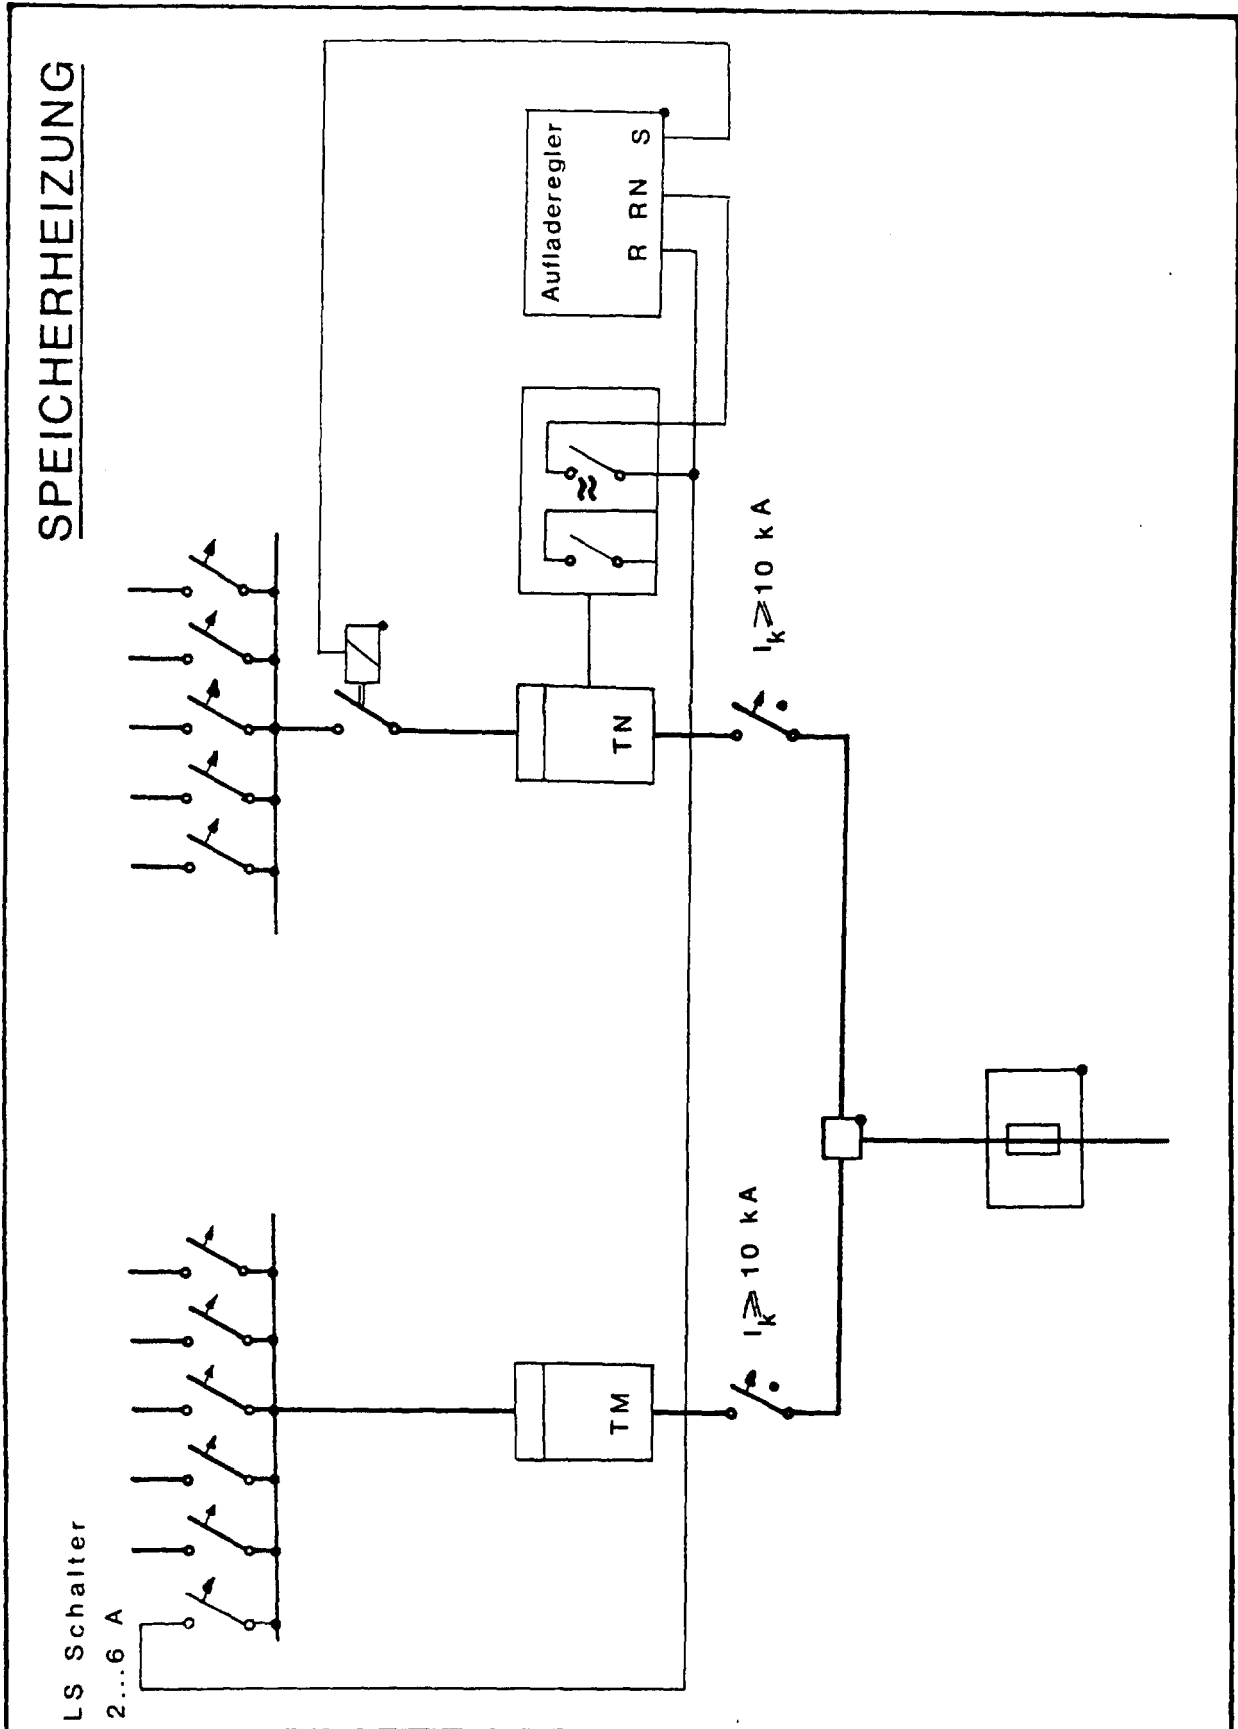 SPEICHERHEIZUNG
LS Schalter
2...6 A
Aufladeregler
R RN S
TN
TM
Ik ⩾ 10 kA
Ik ⩾ 10 kA